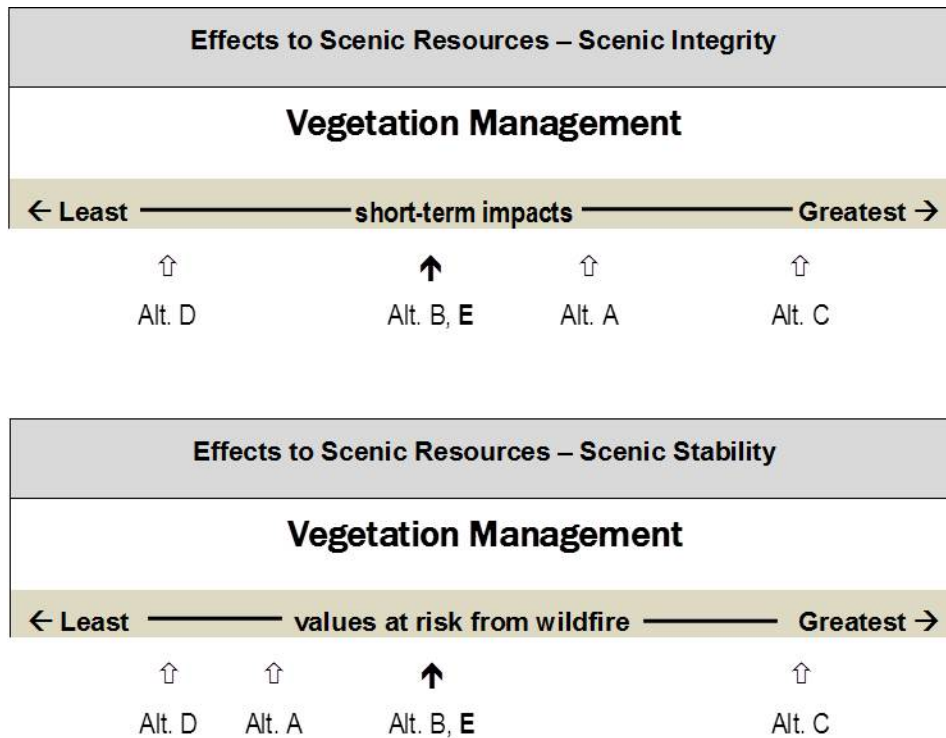 Effects to Scenic Resources – Scenic Integrity
Vegetation Management
← Least short-term impacts Greatest →
Alt. D Alt. B, E Alt. A Alt. C
Effects to Scenic Resources – Scenic Stability
Vegetation Management
← Least values at risk from wildfire Greatest →
Alt. D Alt. A Alt. B, E Alt. C